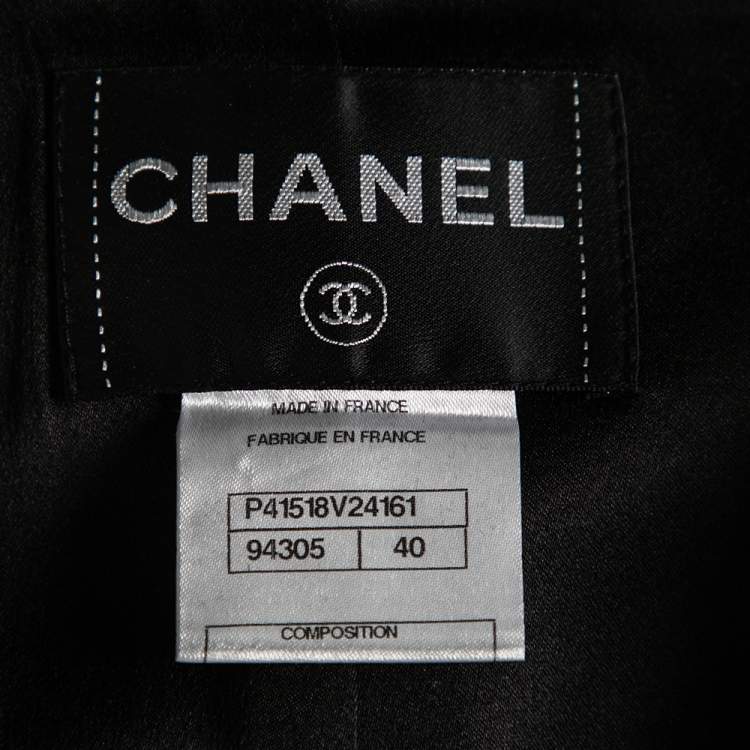 CHANEL
MADE IN FRANCE
FABRIQUE EN FRANCE
P41518V24161
94305 40
COMPOSITION